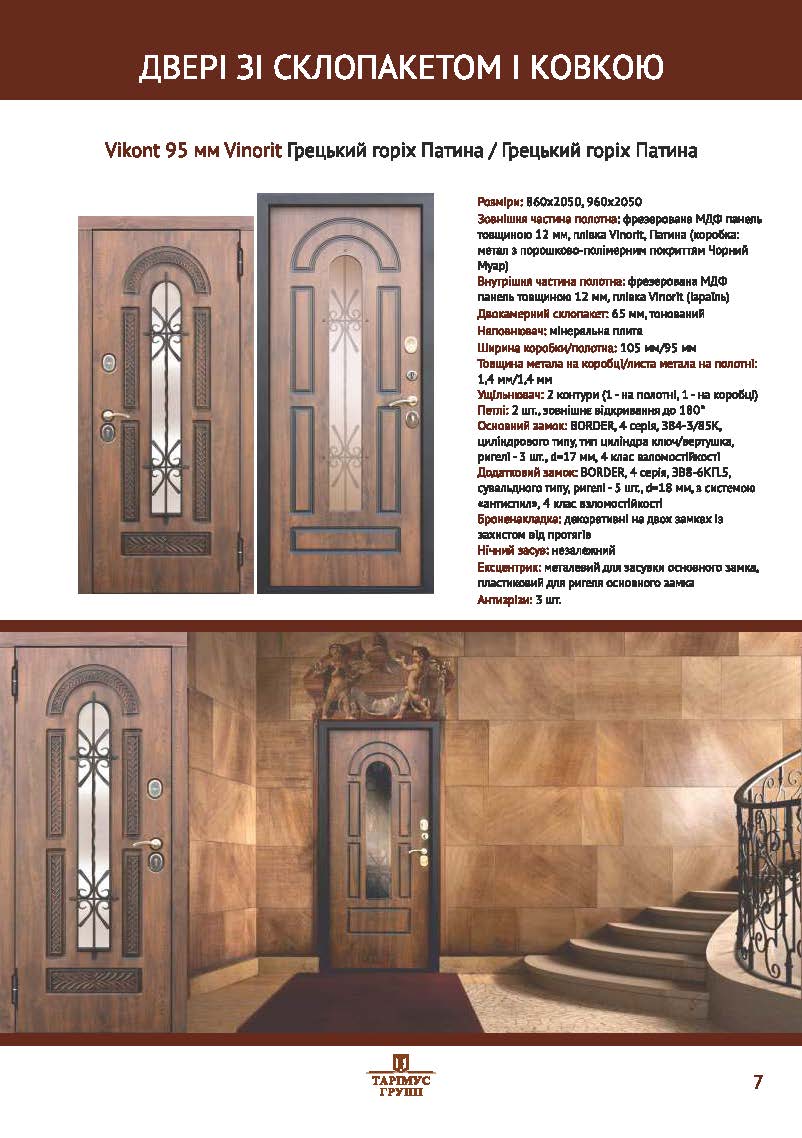 ДВЕРІ ЗІ СКЛОПАКЕТОМ І КОВКОЮ
Vikont 95 мм Vinorit Грецький горіх Патина / Грецький горіх Патина
Розміри: 860х2050, 960х2050
Зовнішня частина полотна: фрезерована МДФ панель
товщиною 12 мм, плівка Vinorit, Патина (коробка:
метал з порошково-полімерним покриттям Чорний
Муар)
Внутрішня частина полотна: фрезерована МДФ
панель товщиною 12 мм, плівка Vinorit (Ізраїль)
Двокамерний склопакет: 65 мм, тонований
Наповнювач: мінеральна плита
Ширина коробки/полотна: 105 мм/95 мм
Товщина метала на коробці/листа метала на полотні:
1,4 мм/1,4 мм
Ущільнювач: 2 контури (1 - на полотні, 1 - на коробці)
Петлі: 2 шт., зовнішнє відкривання до 180°
Основний замок: BORDER, 4 серія, ЗВ4-3/85К,
циліндрового типу, тип циліндра ключ/вертушка,
ригелі - 3 шт., d=17 мм, 4 клас взломостійкості
Додатковий замок: BORDER, 4 серія, ЗВ8-6КП.5,
сувальдного типу, ригелі - 5 шт., d=18 мм, з системою
«антиспил», 4 клас взломостійкості
Броненакладка: декоративні на двох замках із
захистом від протягів
Нічний засув: незалежний
Ексцентрик: металевий для засувки основного замка,
пластиковий для ригеля основного замка
Антизрізи: 3 шт.
ТАРІМУС
ГРУПП
7